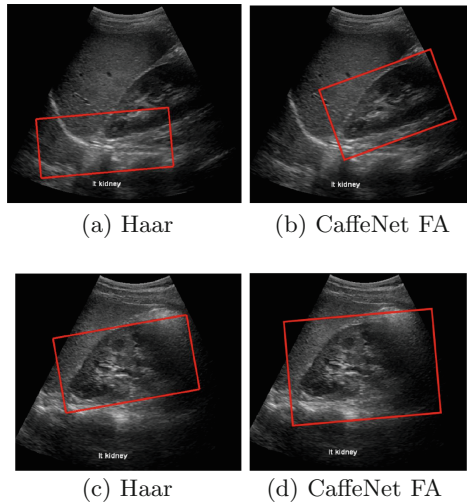 lt kidney
lt kidney
(a) Haar
(b) CaffeNet FA
lt kidney
lt kidney
(c) Haar
(d) CaffeNet FA